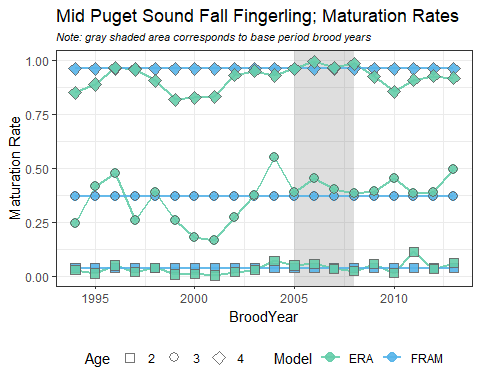 Mid Puget Sound Fall Fingerling; Maturation Rates
Note: gray shaded area corresponds to base period brood years
Maturation Rate
1.00
0.75
0.50
0.25
0.00
1995 2000 2005 2010
BroodYear
Age 2 3 4 Model ERA FRAM